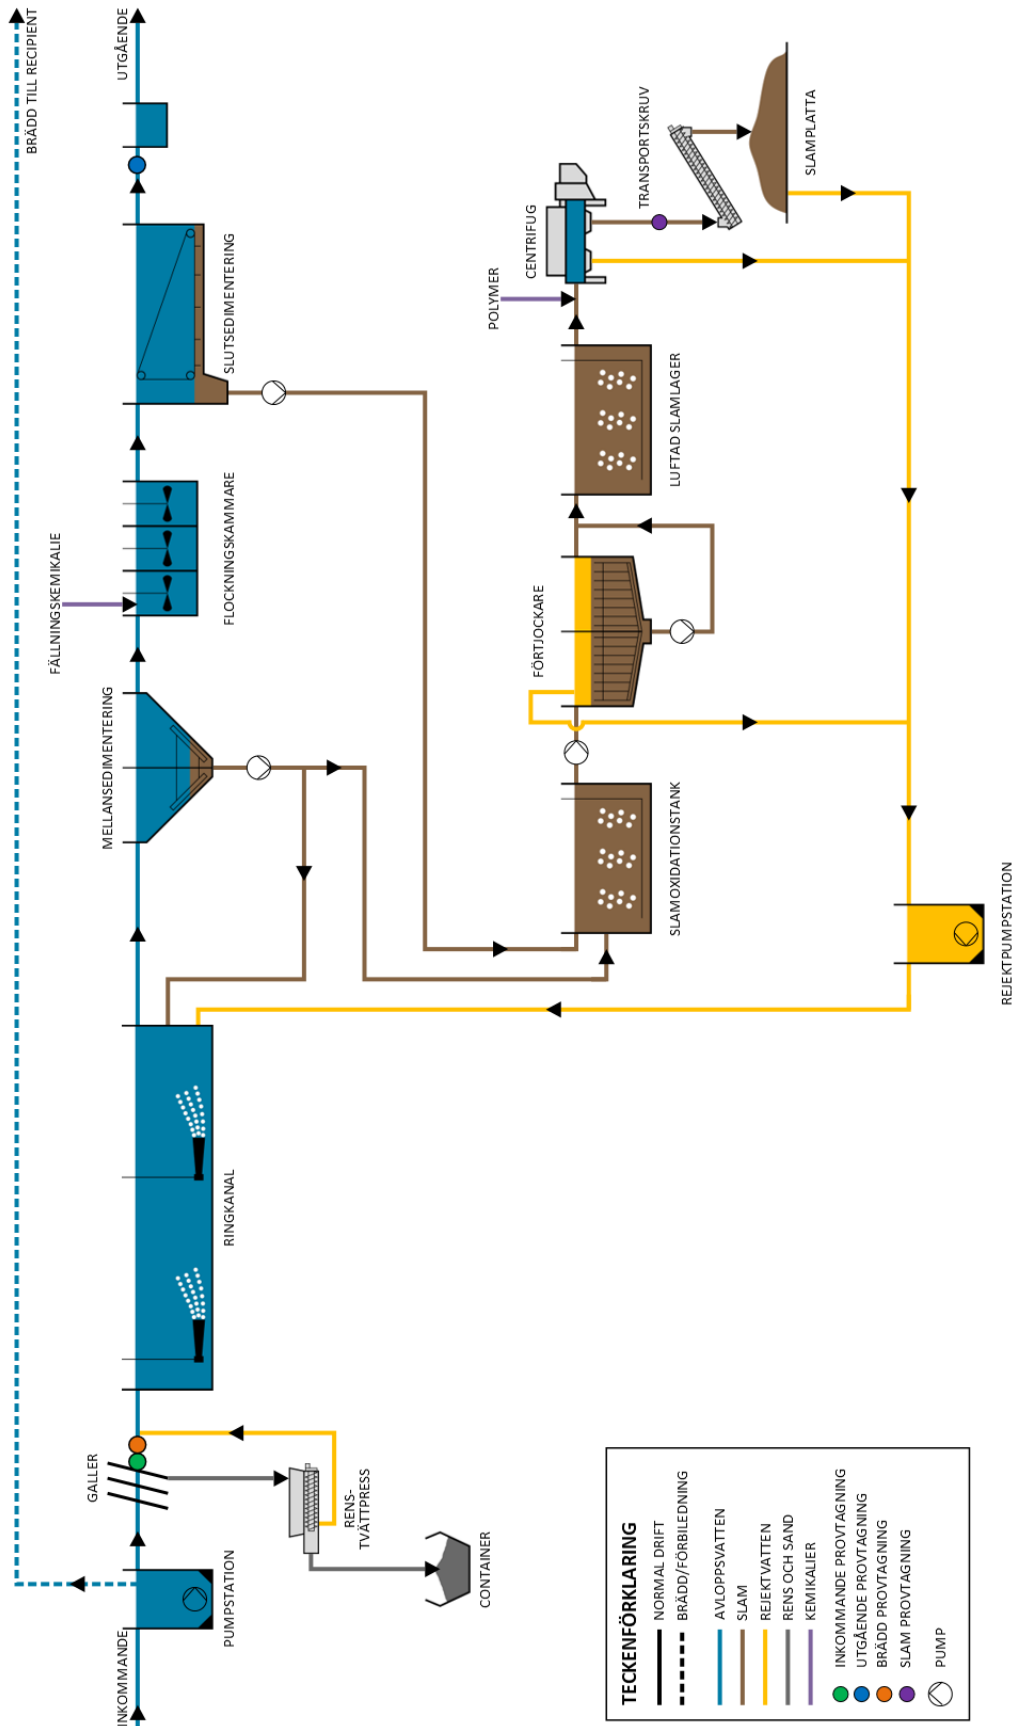 INKOMMANDE
PUMPSTATION
GALLER
RENS-
TVÄTTPRESS
CONTAINER
RINGKANAL
MELLANSEDIMENTERING
FÄLLNINGSKEMIKALIE
FLOCKNINGSKAMMARE
SLUTSEDIMENTERING
UTGÅENDE
BRÄDD TILL RECIPIENT
SLAMOXIDATIONSTANK
FÖRTJOCKARE
LUFTAD SLAMLAGER
POLYMER
CENTRIFUG
TRANSPORTSKRUV
SLAMPLATTA
REJEKTPUMPSTATION
TECKENFÖRKLARING
NORMAL DRIFT
BRÄDD/FÖRBILEDNING
AVLOPPSVATTEN
SLAM
REJEKTVATTEN
RENS OCH SAND
KEMIKALIER
INKOMMANDE PROVTAGNING
UTGÅENDE PROVTAGNING
BRÄDD PROVTAGNING
SLAM PROVTAGNING
PUMP